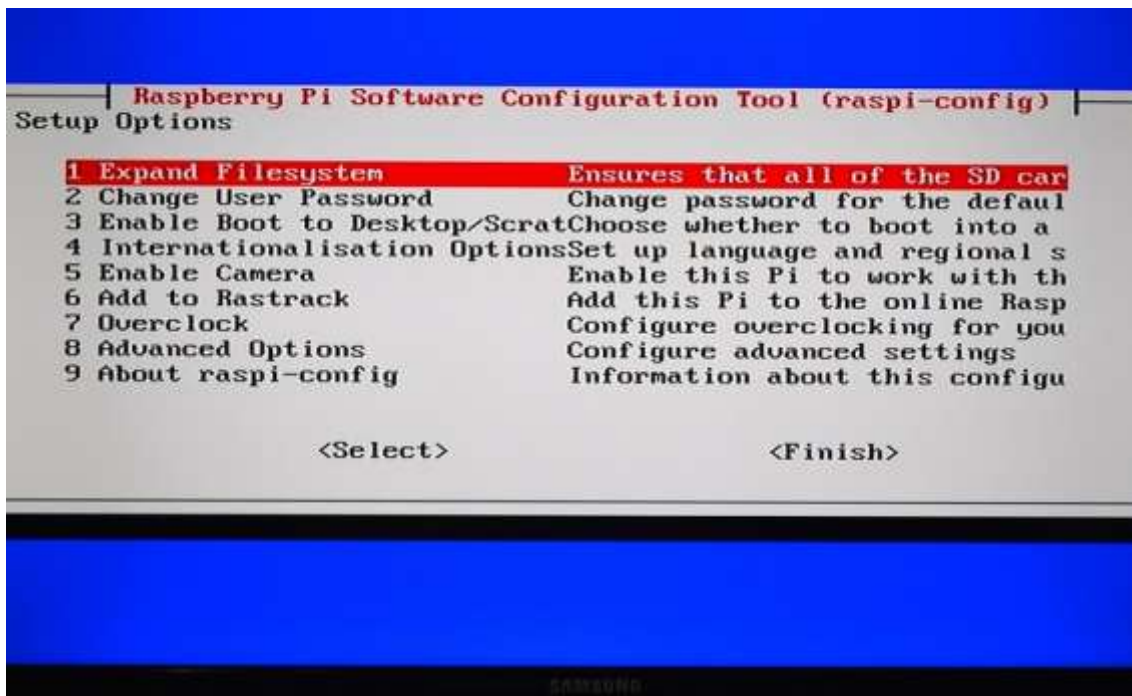 Raspberry Pi Software Configuration Tool (raspi-config)
Setup Options
1 Expand Filesystem Ensures that all of the SD car
2 Change User Password Change password for the defaul
3 Enable Boot to Desktop/ScratChoose whether to boot into a
4 Internationalisation OptionsSet up language and regional s
5 Enable Camera Enable this Pi to work with th
6 Add to Rastrack Add this Pi to the online Rasp
7 Overclock Configure overclocking for you
8 Advanced Options Configure advanced settings
9 About raspi-config Information about this configu
<Select> <Finish>
SAMSUNG